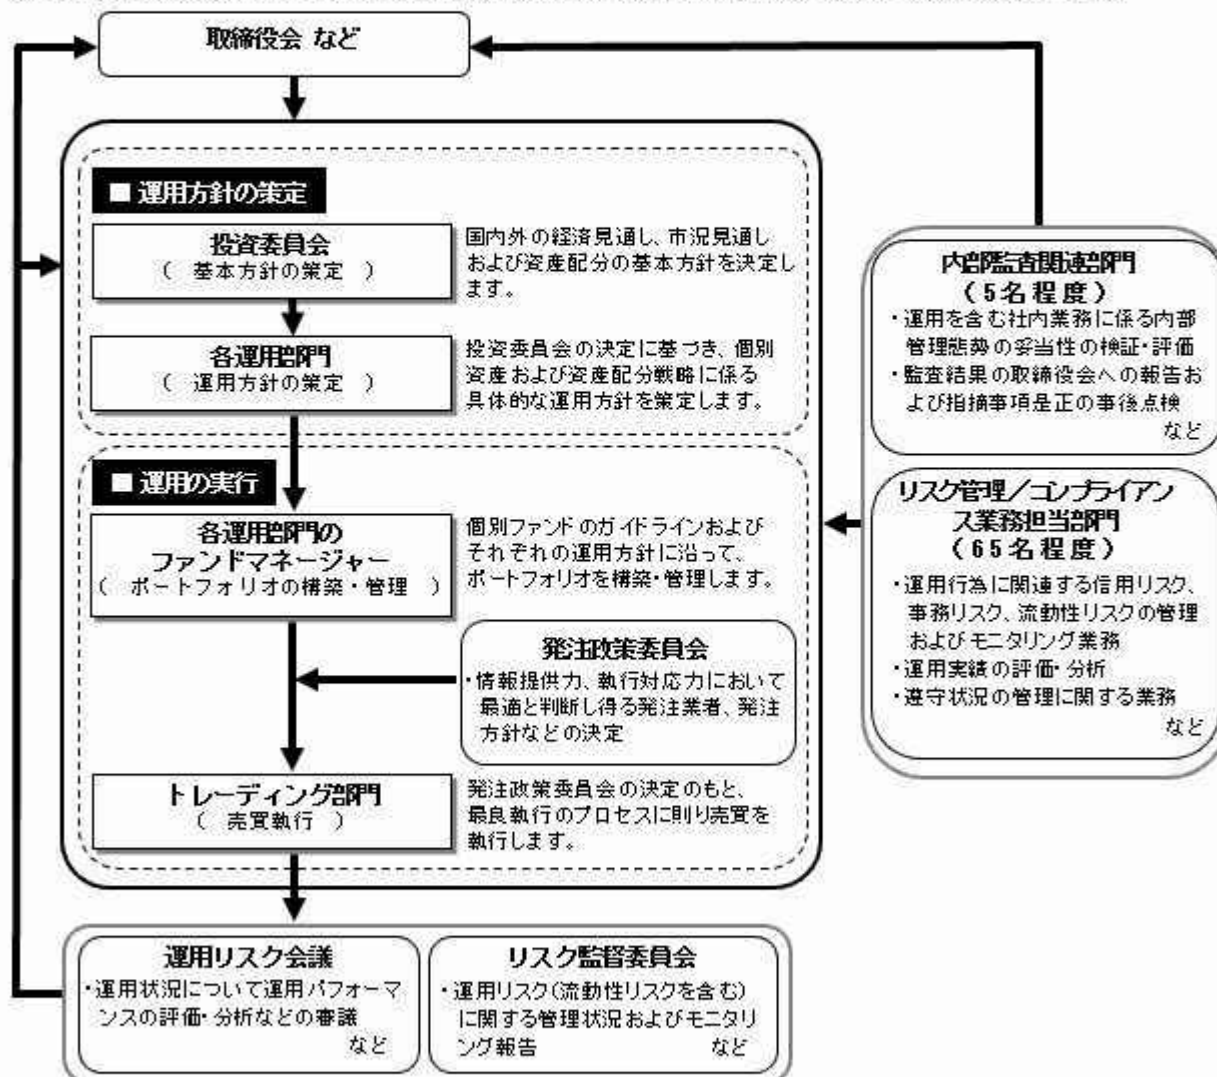 取締役会 など
■ 運用方針の策定
投資委員会
( 基本方針の策定 )
国内外の経済見通し、市況見通し
および資産配分の基本方針を決定し
ます。
各運用部門
( 運用方針の策定 )
投資委員会の決定に基づき、個別
資産および資産配分戦略に係る
具体的な運用方針を策定します。
■ 運用の実行
各運用部門の
ファンドマネージャー
( ポートフォリオの構築・管理 )
個別ファンドのガイドラインおよび
それぞれの運用方針に沿って、
ポートフォリオを構築・管理します。
発注政策委員会
・情報提供力、執行対応力において
最適と判断し得る発注業者、発注
方針などの決定
トレーディング部門
( 売買執行 )
発注政策委員会の決定のもと、
最良執行のプロセスに則り売買を
執行します。
内部監査関連部門
(5名程度)
・運用を含む社内業務に係る内部
管理態勢の妥当性の検証・評価
・監査結果の取締役会への報告お
よび指摘事項是正の事後点検
など
リスク管理/コンプライアン
ス業務担当部門
(65名程度)
・運用行為に関連する信用リスク、
事務リスク、流動性リスクの管理
およびモニタリング業務
・運用実績の評価・分析
・遵守状況の管理に関する業務
など
運用リスク会議
・運用状況について運用パフォーマ
ンスの評価・分析などの審議
など
リスク監督委員会
・運用リスク(流動性リスクを含む)
に関する管理状況およびモニタリ
ング報告 など